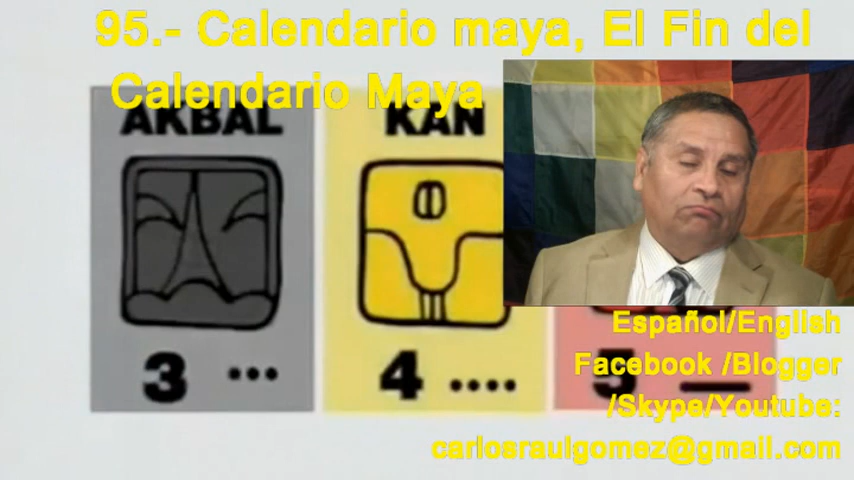 95.- Calendario maya, El Fin del
Calendario Maya
AKBAL
KAN
3
4
5
Español/English
Facebook /Blogger
/Skype/Youtube:
carlosraulgomez@gmail.com